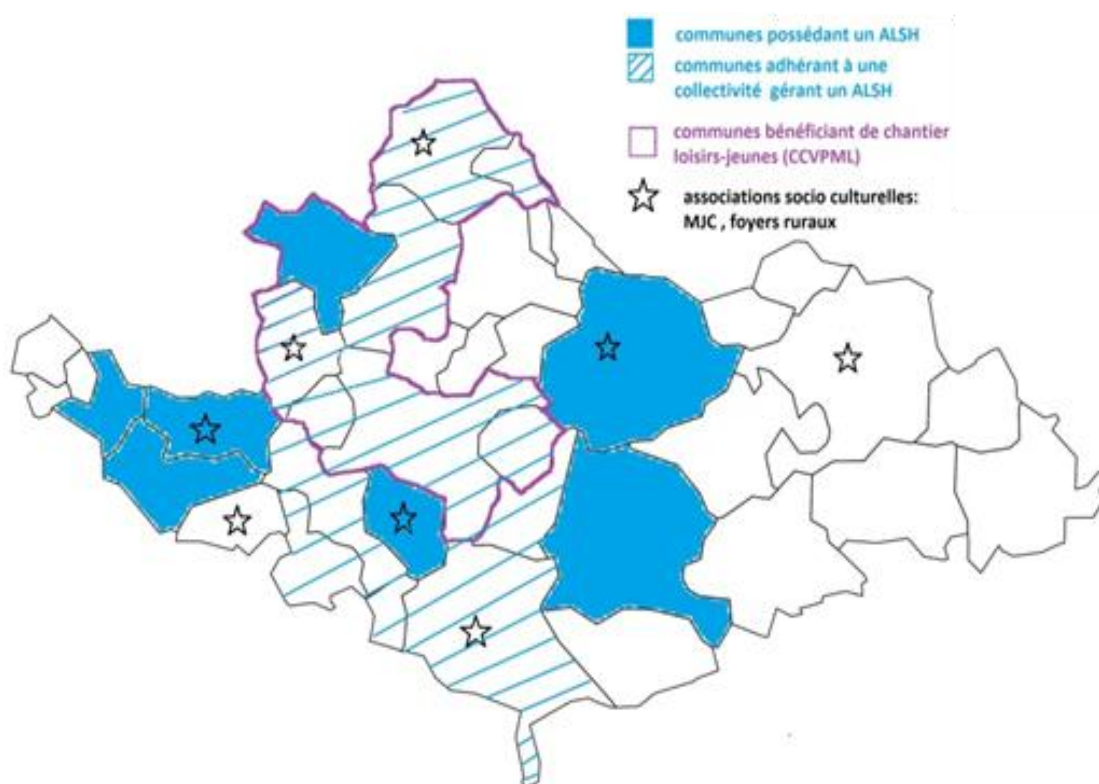 communes possédant un ALSH
communes adhérant à une
collectivité gérant un ALSH
communes bénéficiant de chantier
loisirs-jeunes (CCVPML)
associations socio culturelles:
MJC , foyers ruraux